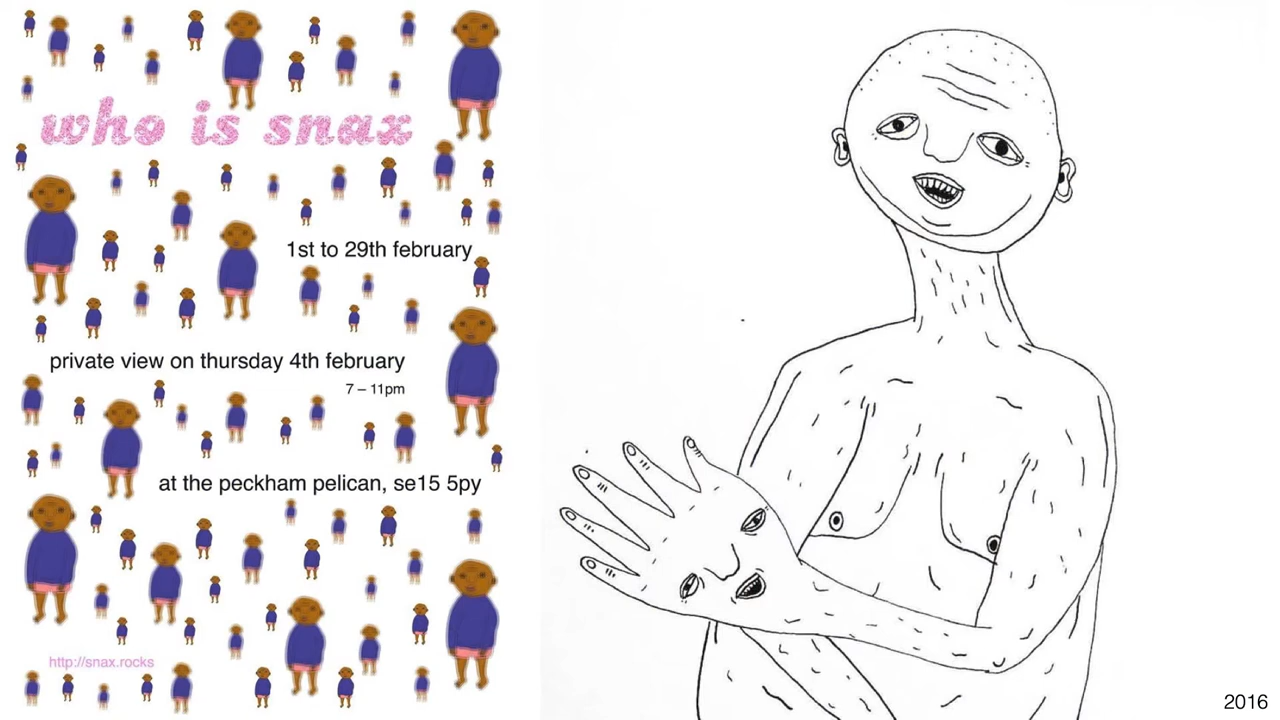 who is snax
1st to 29th february
private view on thursday 4th february
7 – 11pm
at the peckham pelican, se15 5py
http://snax.rocks
2016